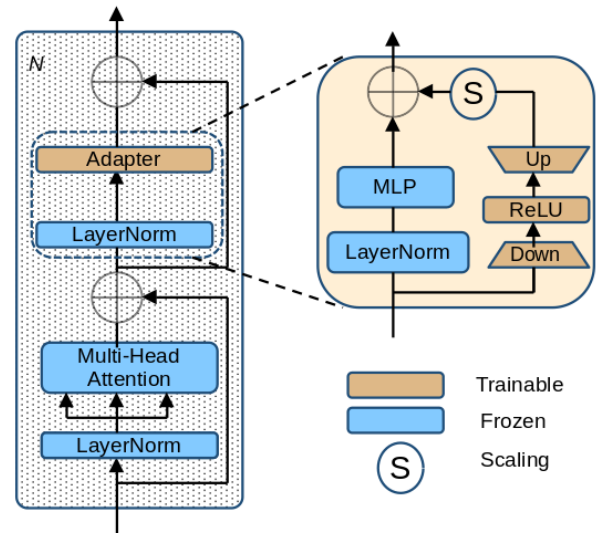 N
Adapter
LayerNorm
Multi-Head
Attention
LayerNorm
S
Up
MLP
ReLU
LayerNorm
Down
Trainable
Frozen
S
Scaling